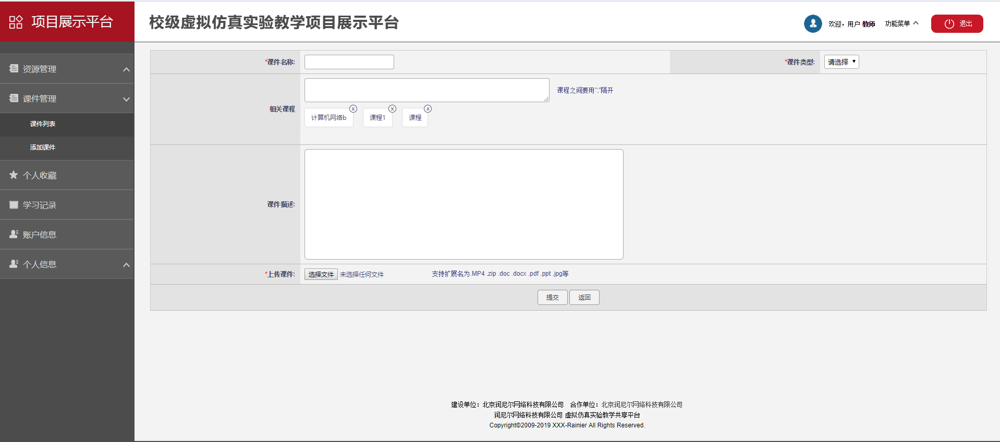 项目展示平台
校级虚拟仿真实验教学项目展示平台
欢迎，用户 教师 功能菜单
退出
资源管理
课件管理
课件列表
添加课件
个人收藏
学习记录
账户信息
个人信息
*课件名称:
*课件类型:
请选择
相关课程
课程之间要用";"隔开
计算机网络b
x
课程1
x
课程
x
课件描述:
*上传课件:
选择文件 未选择任何文件
支持扩展名为.MP4 .zip .doc .docx .pdf .ppt .jpg等
提交
返回
建设单位：北京润尼尔网络科技有限公司 合作单位：北京润尼尔网络科技有限公司
润尼尔网络科技有限公司 虚拟仿真实验教学共享平台
Copyright©2009-2019 XXX-Rainier All Rights Reserved.